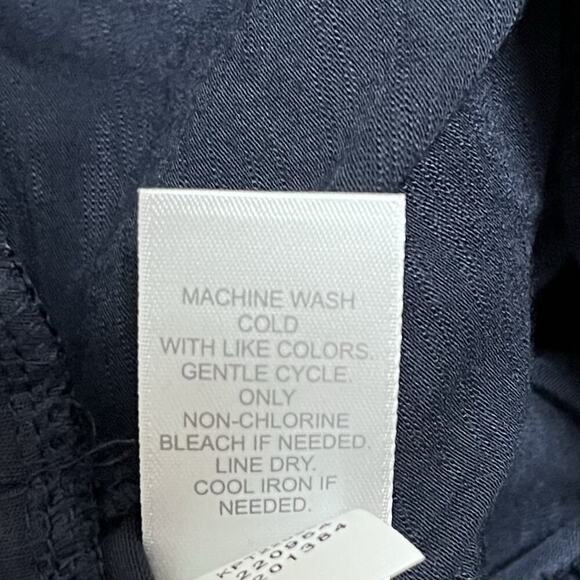 MACHINE WASH
COLD
WITH LIKE COLORS.
GENTLE CYCLE.
ONLY
NON-CHLORINE
BLEACH IF NEEDED.
LINE DRY.
COOL IRON IF
NEEDED.
2201384